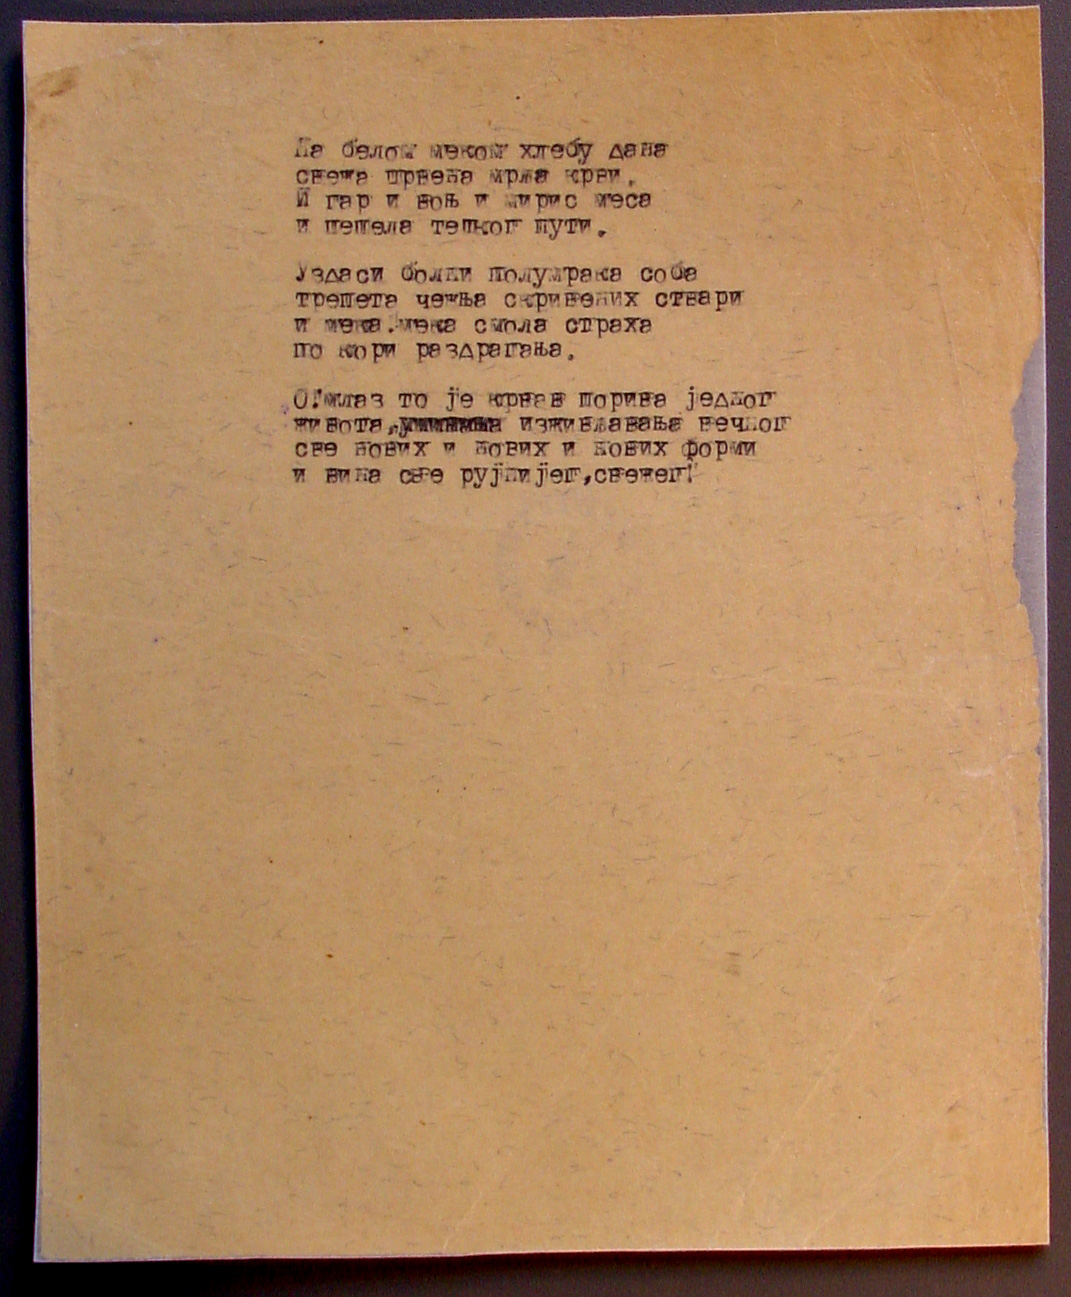 На белом меком хлебу дана
свежа црвена мрља крви.
И гар и воњ и мирис меса
и пепела тешког пути.
Уздаси болни полумрака соба
трепета чежња скривених ствари
и мека.мека смола страха
по кори раздрагања.
О!млаз то је крвав порива једног
живота, изживљавања вечног
све нових и нових и нових форми
и вина све рујнијег,свежег!